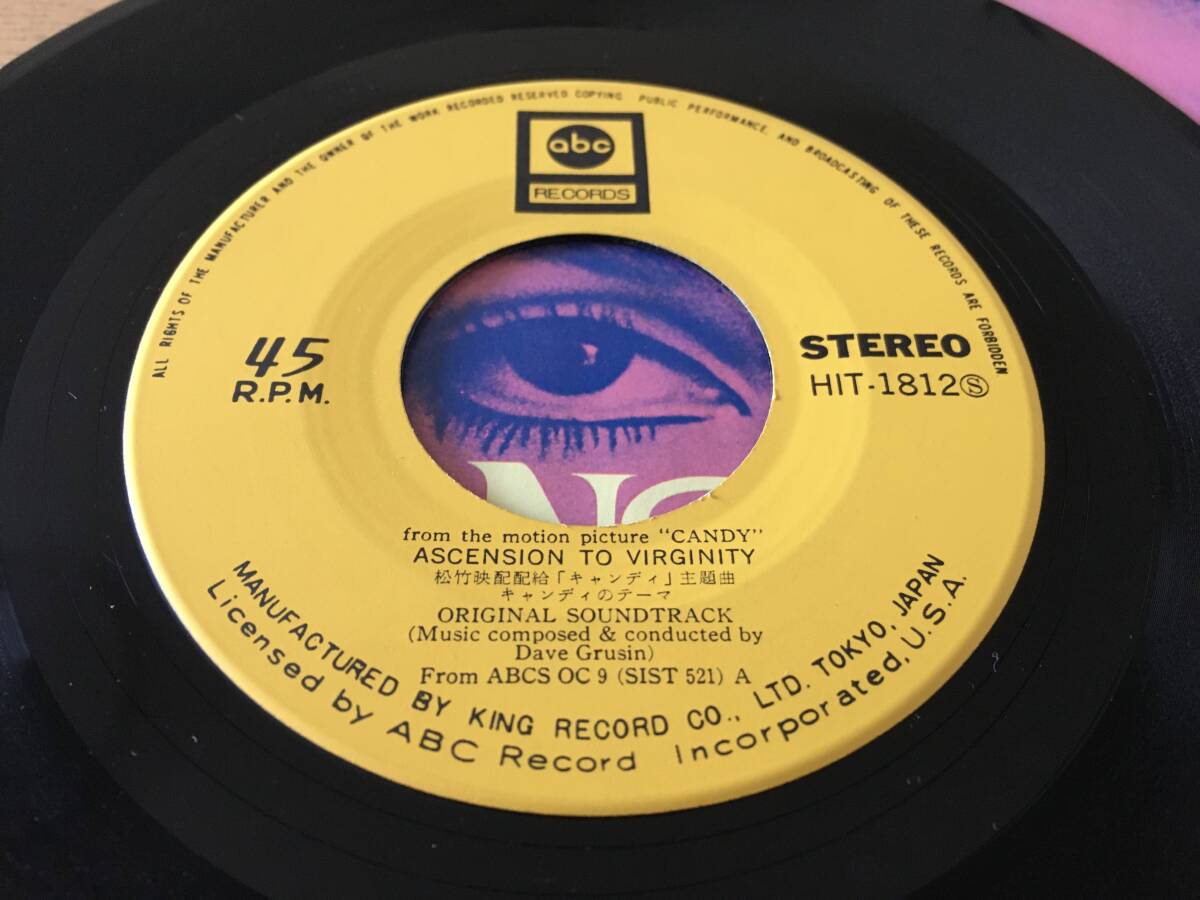 ALL RIGHTS OF THE MANUFACTURER AND THE OWNER OF THE WORK RECORDED RESERVED COPYING PUBLIC PERFORMANCE, AND BROADCASTING OF THESE RECORDS ARE FORBIDDEN
abc
RECORDS
45
R.P.M.
STEREO
HIT-1812Ⓢ
from the motion picture "CANDY"
ASCENSION TO VIRGINITY
松竹映配配給「キャンディ」主題曲
キャンディのテーマ
ORIGINAL SOUNDTRACK
(Music composed & conducted by
Dave Grusin)
From ABCS OC 9 (SIST 521) A
MANUFACTURED BY KING RECORD CO., LTD. TOKYO, JAPAN
Licensed by ABC Record Incorporated, U.S.A.